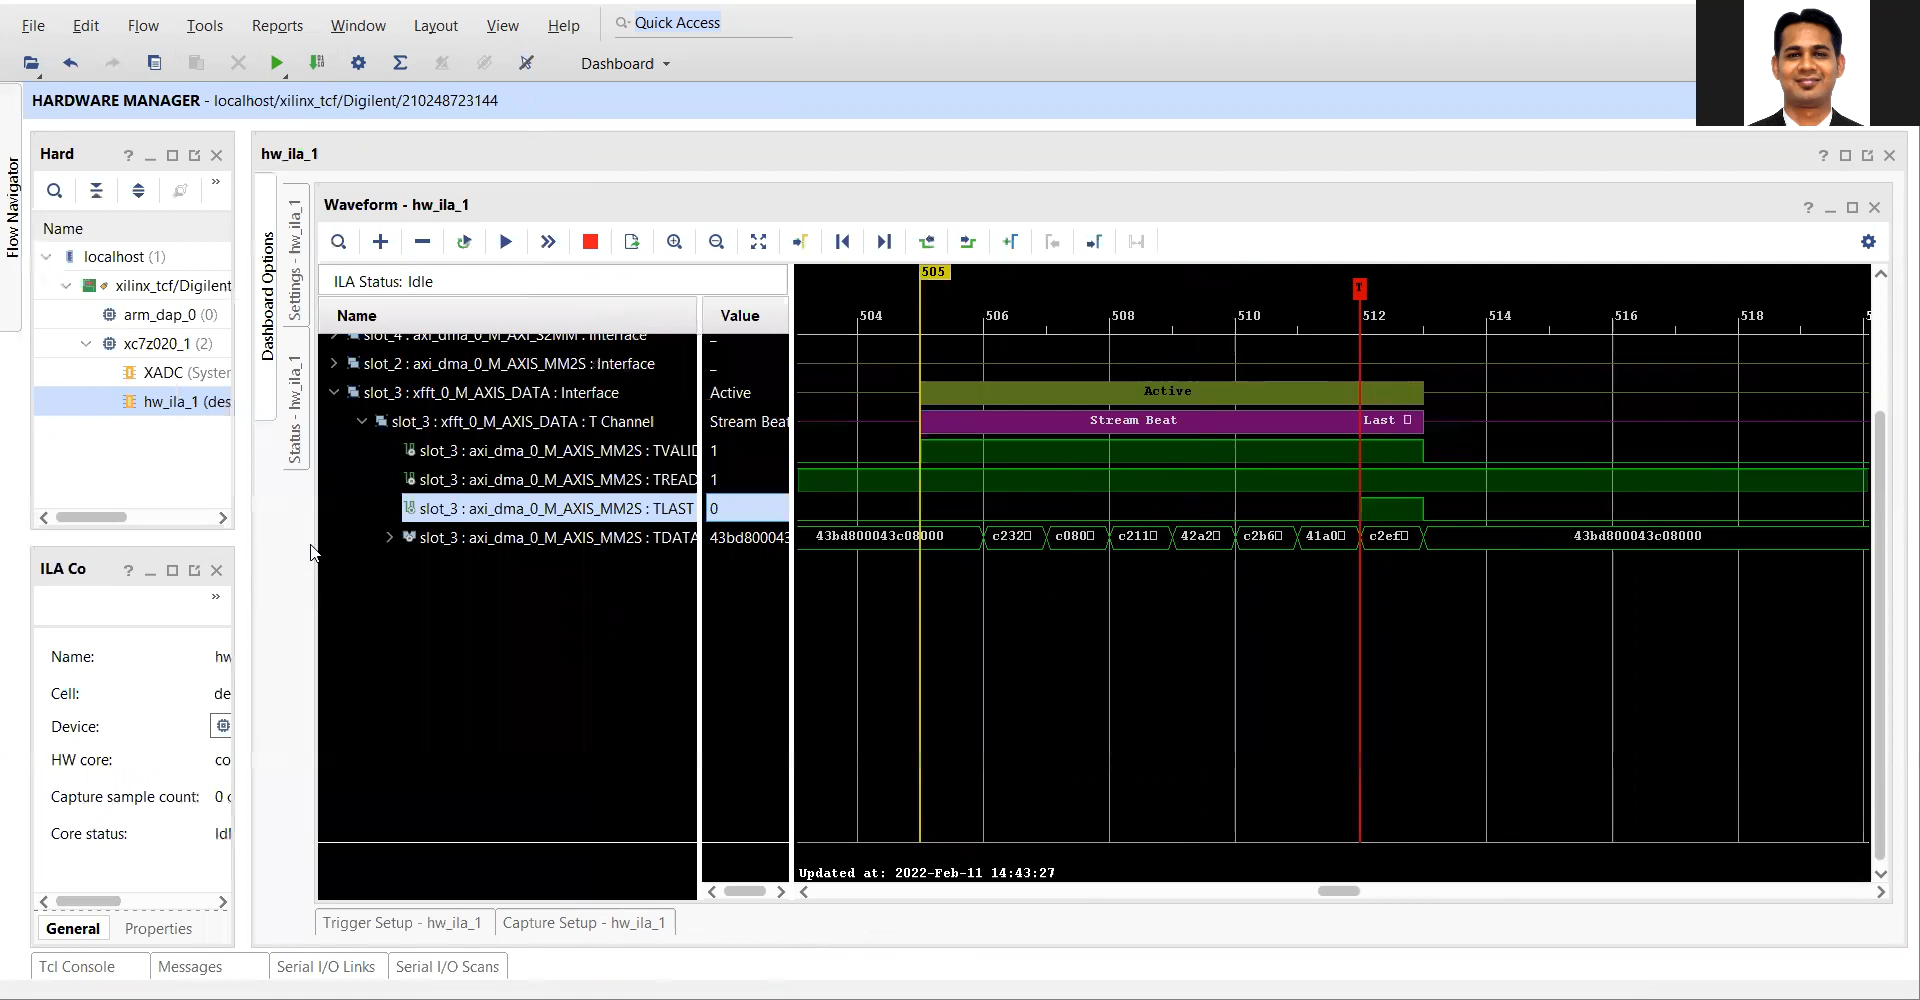 File Edit Flow Tools Reports Window Layout View Help Quick Access
Dashboard
HARDWARE MANAGER - localhost/xilinx_tcf/Digilent/210248723144
Flow Navigator
Hard
Name
localhost (1)
xilinx_tcf/Digilent
arm_dap_0 (0)
xc7z020_1 (2)
XADC (Syster
hw_ila_1 (des
ILA Co
Name: hw
Cell: de
Device:
HW core: co
Capture sample count: 0
Core status: Idl
General Properties
hw_ila_1
Dashboard Options
Settings - hw_ila_1
Status - hw_ila_1
Waveform - hw_ila_1
ILA Status: Idle
Name Value
slot_4 : axi_dma_0_M_AXI_S2MM : Interface
slot_2 : axi_dma_0_M_AXIS_MM2S : Interface
slot_3 : xfft_0_M_AXIS_DATA : Interface Active
slot_3 : xfft_0_M_AXIS_DATA : T Channel Stream Beat
slot_3 : axi_dma_0_M_AXIS_MM2S : TVALID 1
slot_3 : axi_dma_0_M_AXIS_MM2S : TREAD 1
slot_3 : axi_dma_0_M_AXIS_MM2S : TLAST 0
slot_3 : axi_dma_0_M_AXIS_MM2S : TDATA 43bd80043
505
T
504 506 508 510 512 514 516 518 5
Active
Stream Beat Last
43bd800043c08000 c232 c080 c211 42a2 c2b6 41a0 c2ef 43bd800043c08000
Updated at: 2022-Feb-11 14:43:27
Trigger Setup - hw_ila_1 Capture Setup - hw_ila_1
Tcl Console Messages Serial I/O Links Serial I/O Scans